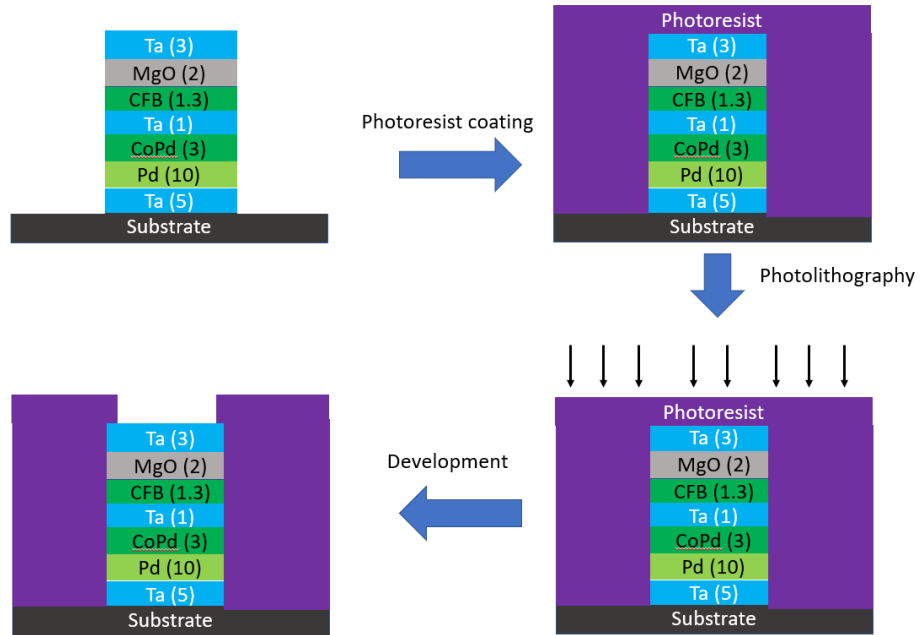 Ta (3)
MgO (2)
CFB (1.3)
Ta (1)
CoPd (3)
Pd (10)
Ta (5)
Substrate
Photoresist coating
Photoresist
Ta (3)
MgO (2)
CFB (1.3)
Ta (1)
CoPd (3)
Pd (10)
Ta (5)
Substrate
Photolithography
Photoresist
Ta (3)
MgO (2)
CFB (1.3)
Ta (1)
CoPd (3)
Pd (10)
Ta (5)
Substrate
Development
Ta (3)
MgO (2)
CFB (1.3)
Ta (1)
CoPd (3)
Pd (10)
Ta (5)
Substrate